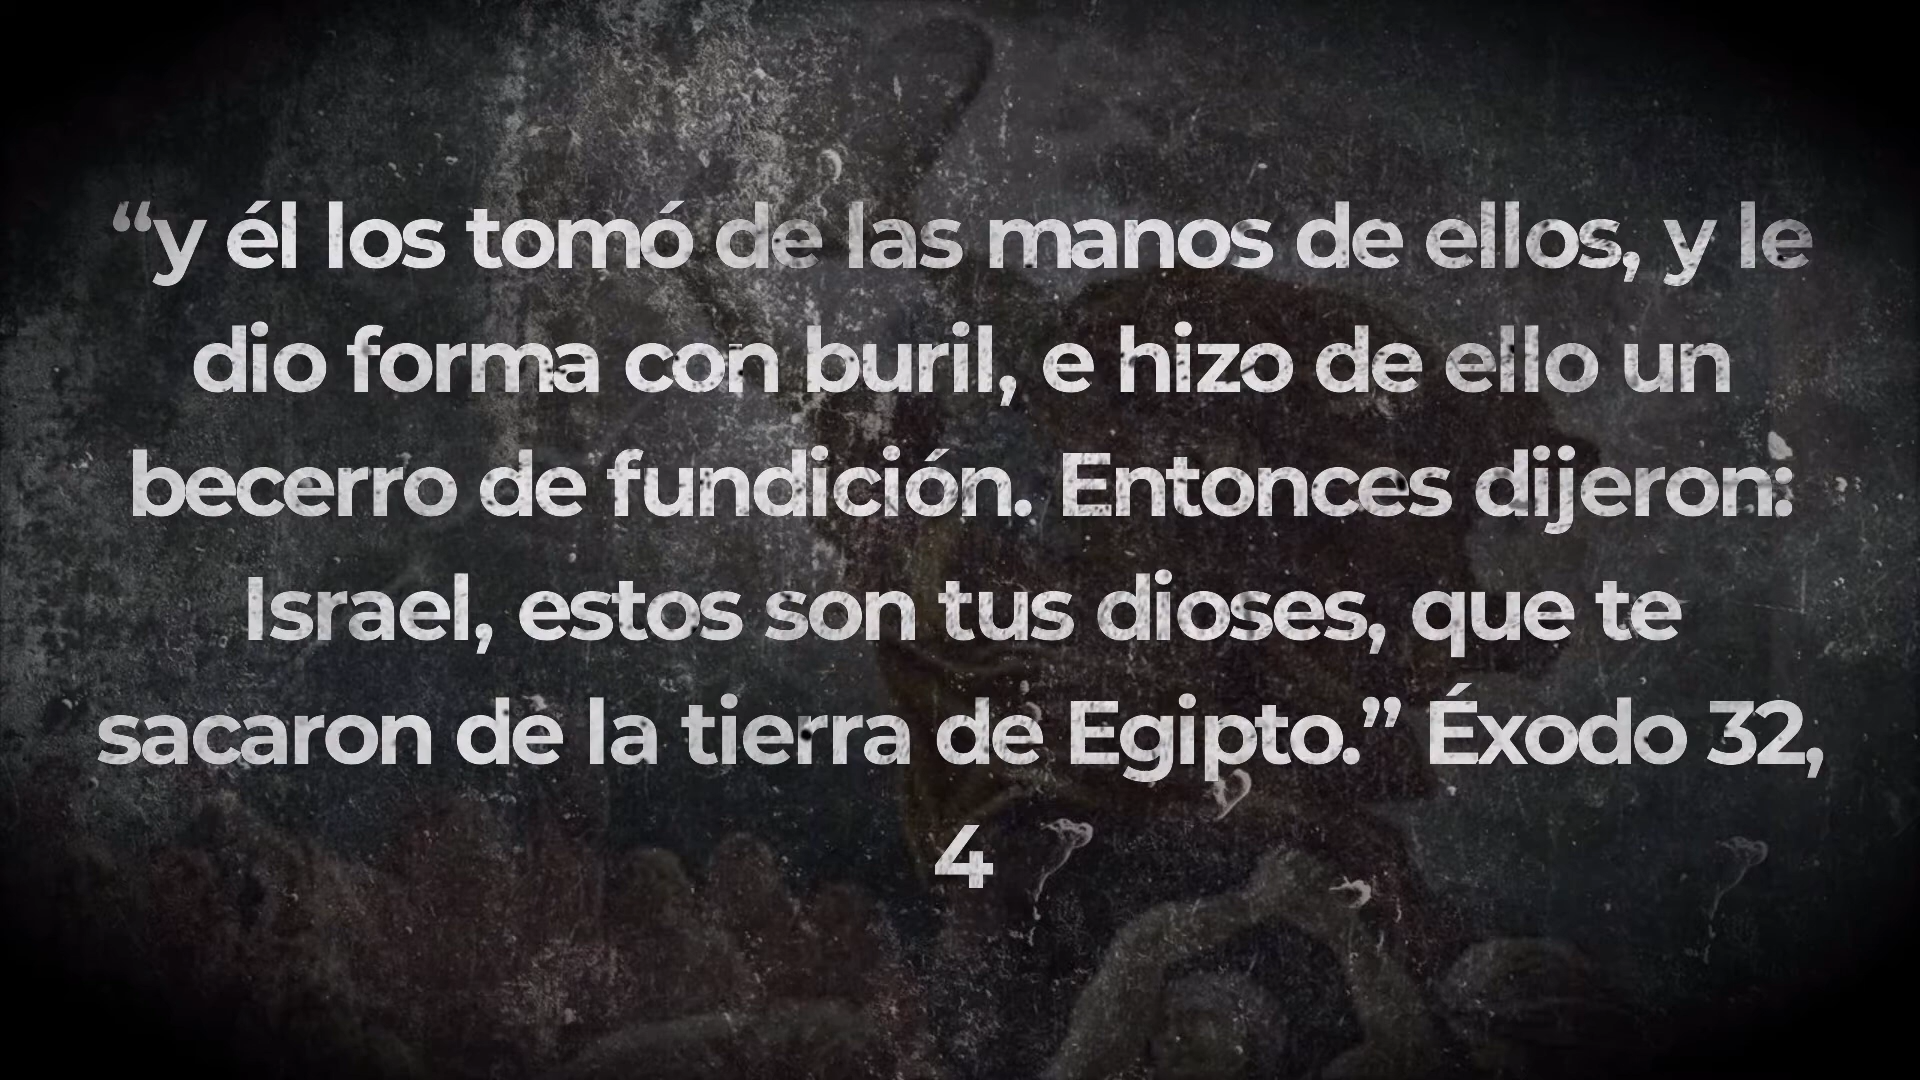 “y él los tomó de las manos de ellos, y le
dio forma con buril, e hizo de ello un
becerro de fundición. Entonces dijeron:
Israel, estos son tus dioses, que te
sacaron de la tierra de Egipto.” Éxodo 32,
4